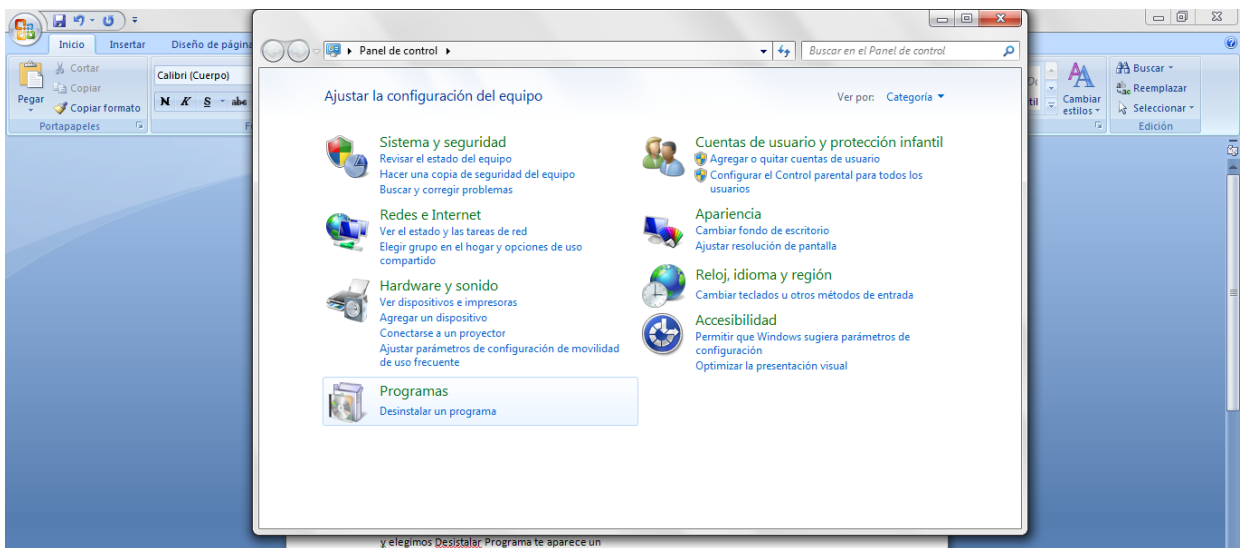 Inicio Insertar Diseño de página
Cortar
Copiar
Copiar formato
Pegar
Portapapeles
Calibri (Cuerpo)
N K S abe
Panel de control
Buscar en el Panel de control
Ajustar la configuración del equipo
Ver por: Categoría
Sistema y seguridad
Revisar el estado del equipo
Hacer una copia de seguridad del equipo
Buscar y corregir problemas
Redes e Internet
Ver el estado y las tareas de red
Elegir grupo en el hogar y opciones de uso
compartido
Hardware y sonido
Ver dispositivos e impresoras
Agregar un dispositivo
Conectarse a un proyector
Ajustar parámetros de configuración de movilidad
de uso frecuente
Programas
Desinstalar un programa
Cuentas de usuario y protección infantil
Agregar o quitar cuentas de usuario
Configurar el Control parental para todos los
usuarios
Apariencia
Cambiar fondo de escritorio
Ajustar resolución de pantalla
Reloj, idioma y región
Cambiar teclados u otros métodos de entrada
Accesibilidad
Permitir que Windows sugiera parámetros de
configuración
Optimizar la presentación visual
Cambiar
estilos
Buscar
Reemplazar
Seleccionar
Edición
y elegimos Desistalar Programa te aparece un